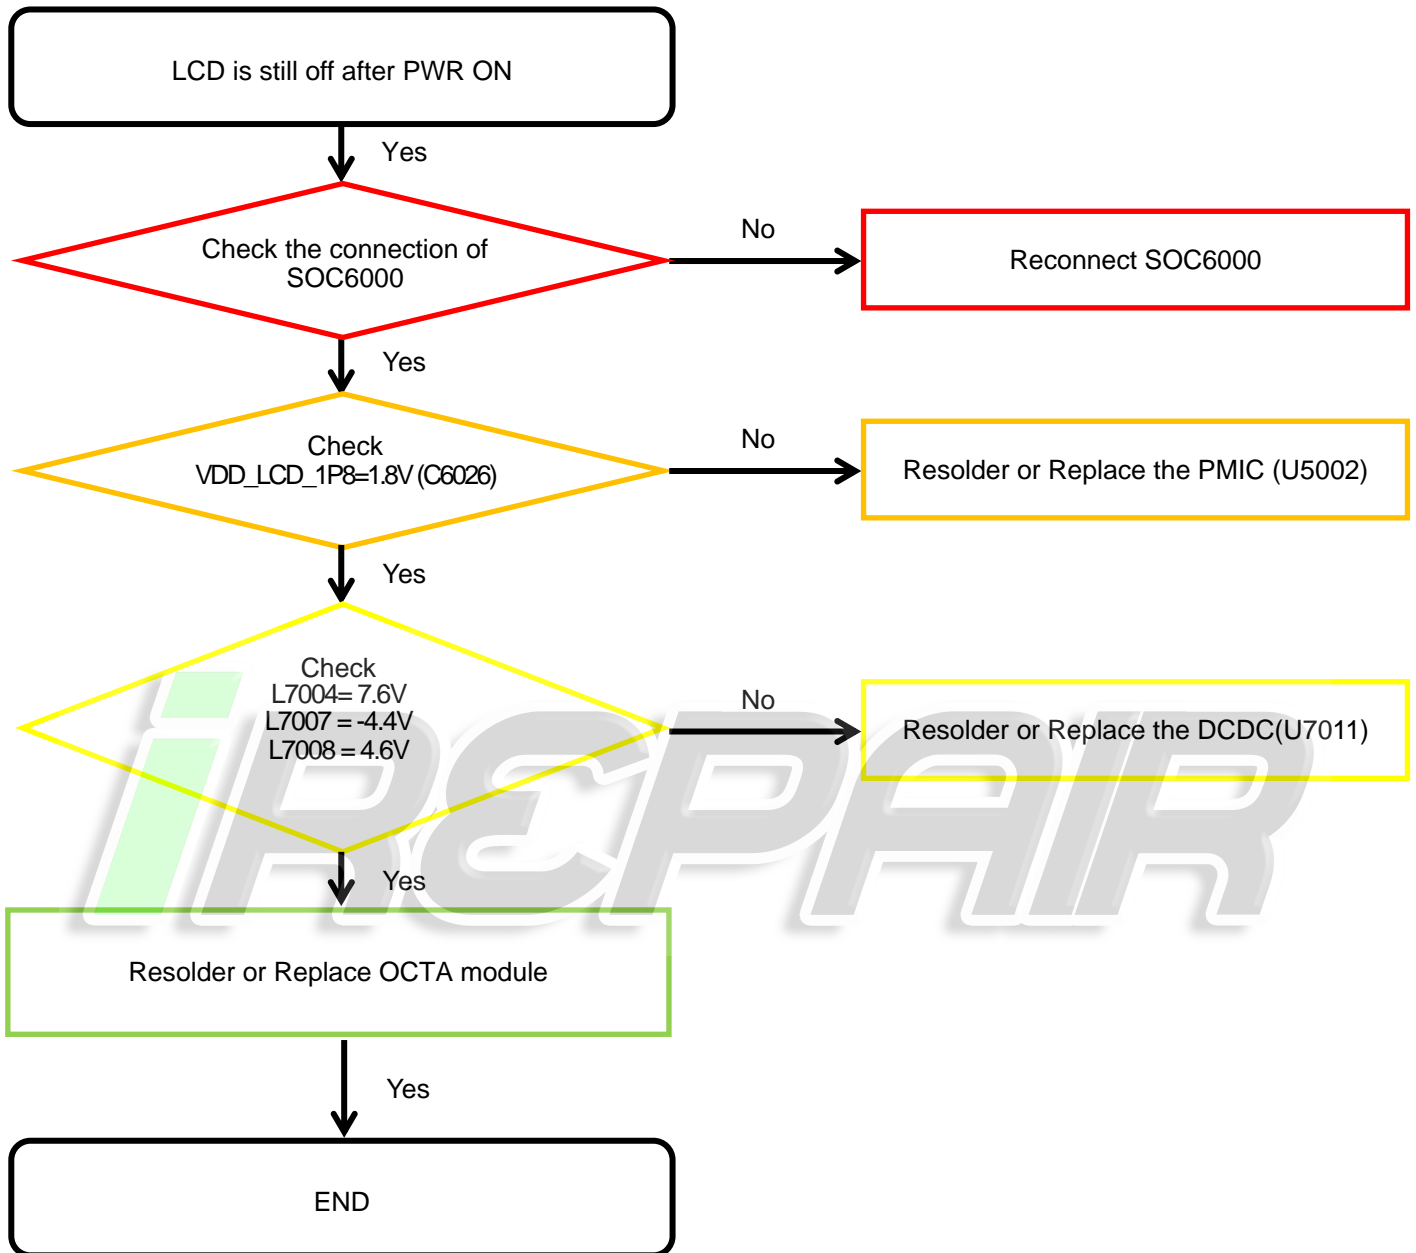 LCD is still off after PWR ON
Yes
Check the connection of
SOC6000
No
Reconnect SOC6000
Yes
Check
VDD_LCD_1P8=1.8V (C6026)
No
Resolder or Replace the PMIC (U5002)
Yes
Check
L7004= 7.6V
L7007 = -4.4V
L7008 = 4.6V
No
Resolder or Replace the DCDC(U7011)
iREPAIR
Yes
Resolder or Replace OCTA module
Yes
END